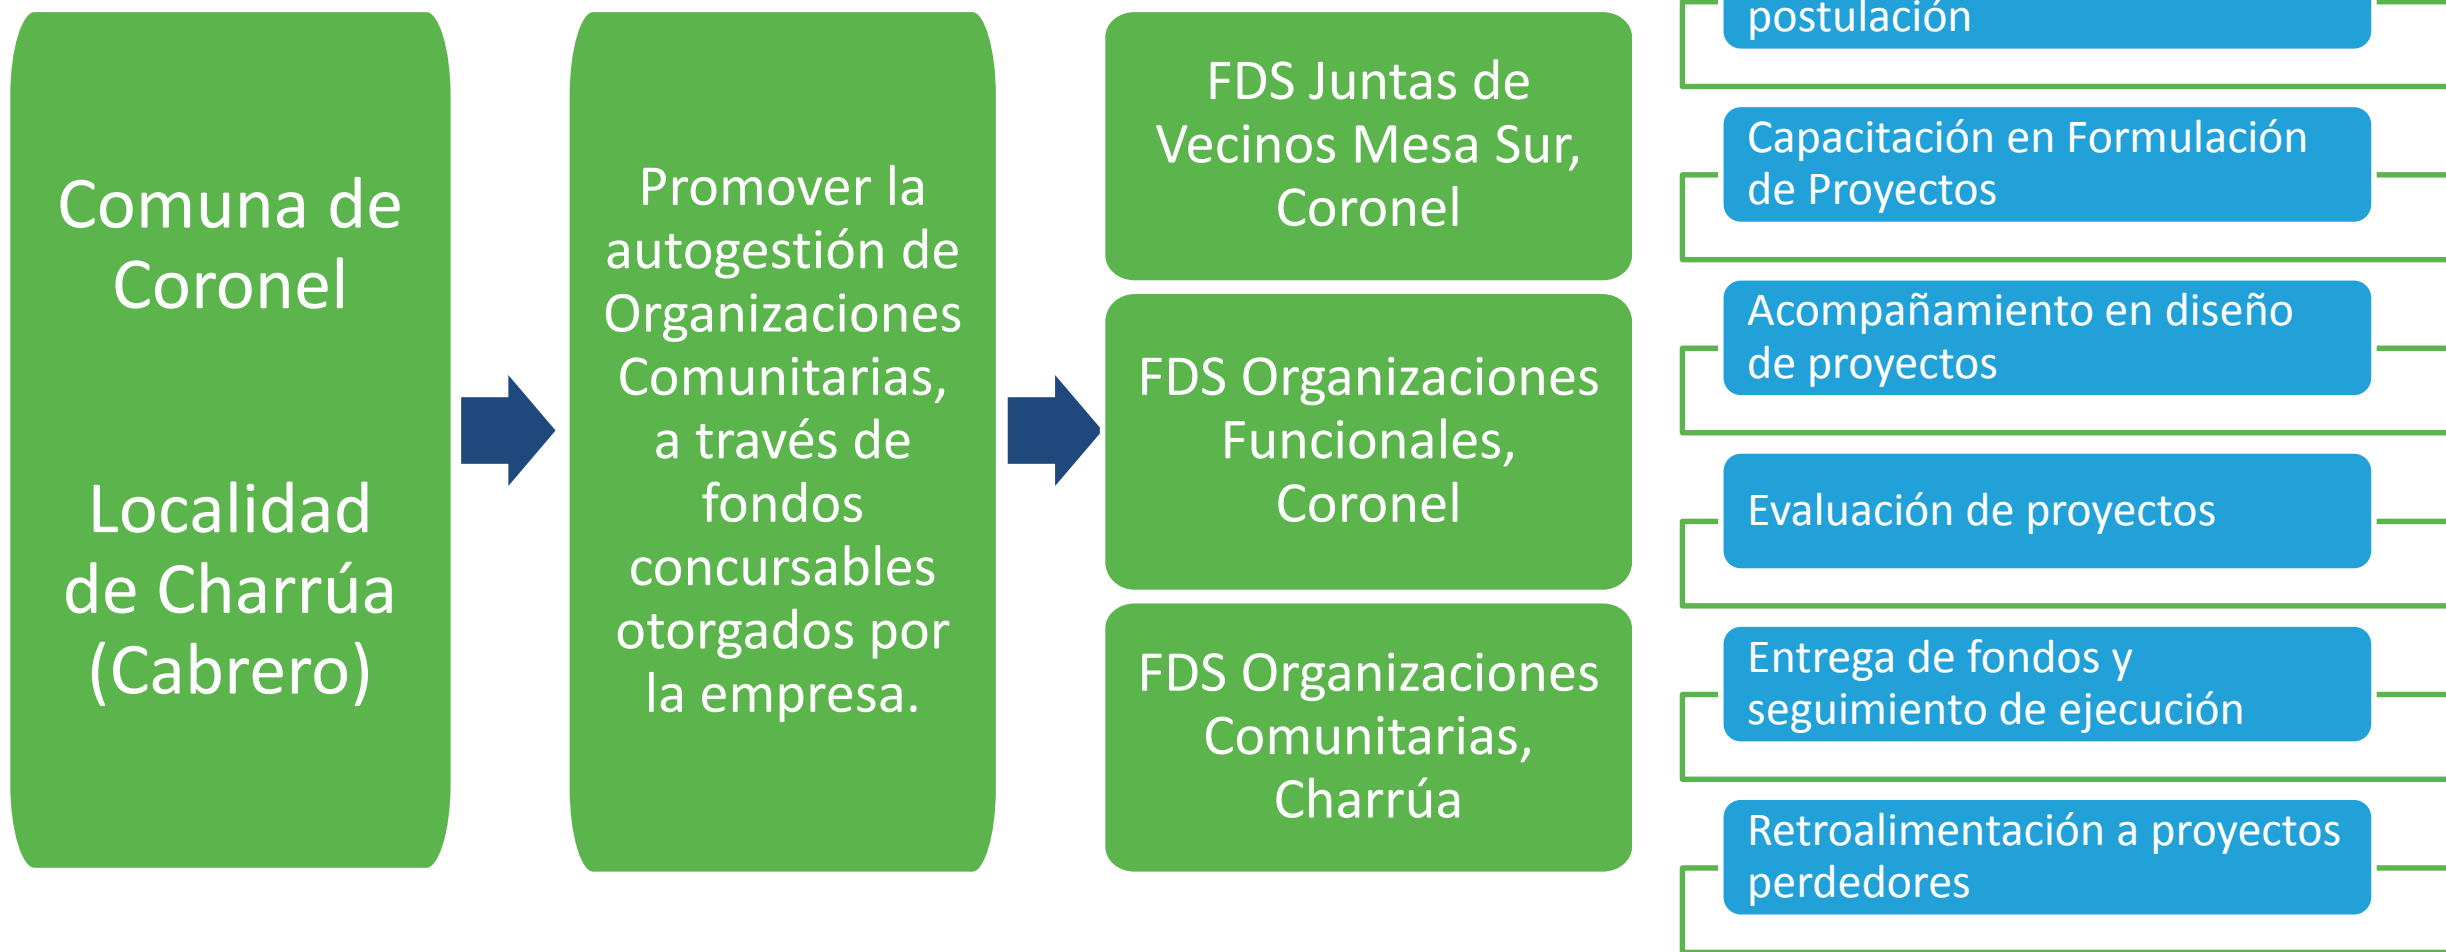 Comuna de
Coronel
Localidad
de Charrúa
(Cabrero)
Promover la
autogestión de
Organizaciones
Comunitarias,
a través de
fondos
concursables
otorgados por
la empresa.
FDS Juntas de
Vecinos Mesa Sur,
Coronel
FDS Organizaciones
Funcionales,
Coronel
FDS Organizaciones
Comunitarias,
Charrúa
postulación
Capacitación en Formulación
de Proyectos
Acompañamiento en diseño
de proyectos
Evaluación de proyectos
Entrega de fondos y
seguimiento de ejecución
Retroalimentación a proyectos
perdedores